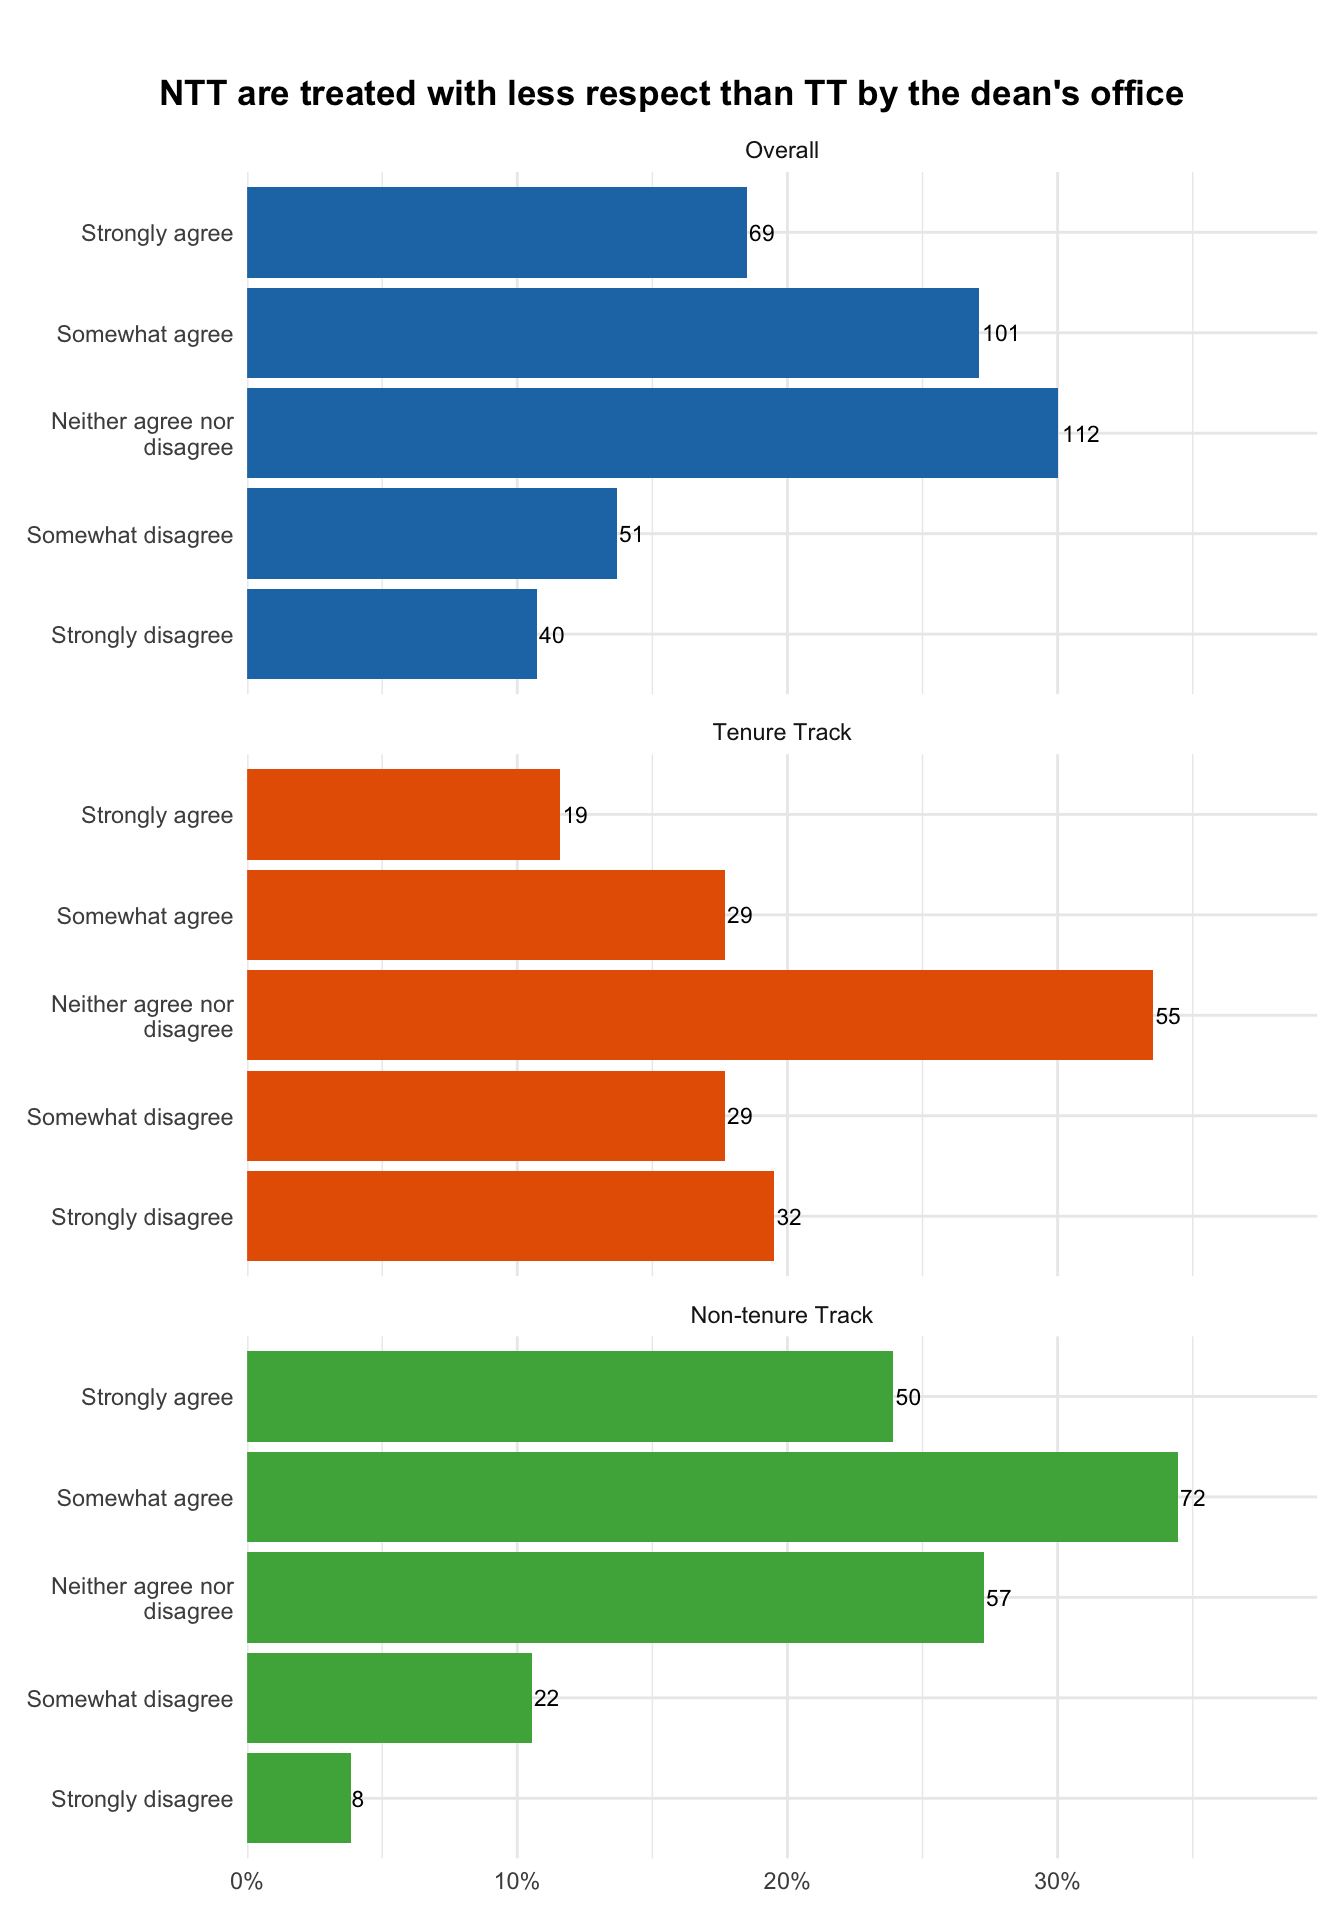 NTT are treated with less respect than TT by the dean's office
Overall
Strongly agree
69
Somewhat agree
101
Neither agree nor
disagree
112
Somewhat disagree
51
Strongly disagree
40
Tenure Track
Strongly agree
19
Somewhat agree
29
Neither agree nor
disagree
55
Somewhat disagree
29
Strongly disagree
32
Non-tenure Track
Strongly agree
50
Somewhat agree
72
Neither agree nor
disagree
57
Somewhat disagree
22
Strongly disagree
8
0% 10% 20% 30%